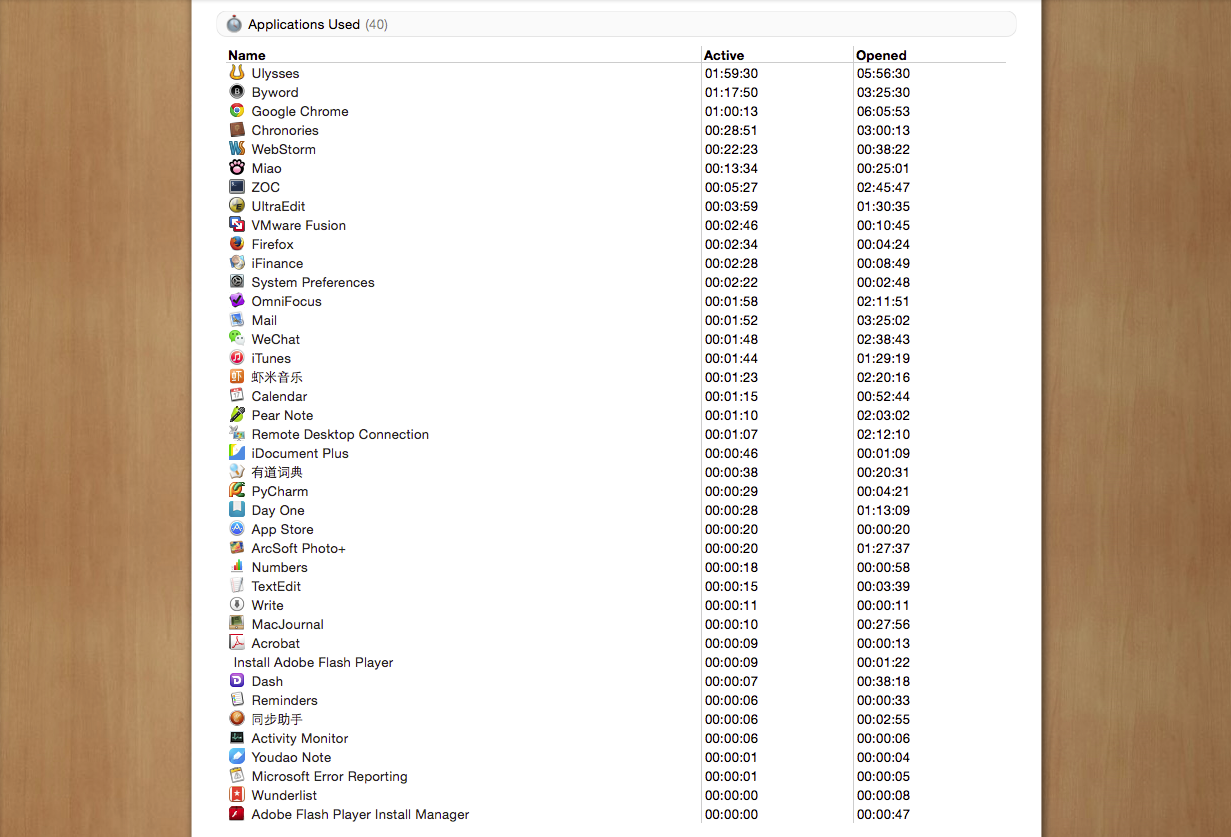 Applications Used (40)
Name Active Opened
Ulysses 01:59:30 05:56:30
Byword 01:17:50 03:25:30
Google Chrome 01:00:13 06:05:53
Chronories 00:28:51 03:00:13
WebStorm 00:22:23 00:38:22
Miao 00:13:34 00:25:01
ZOC 00:05:27 02:45:47
UltraEdit 00:03:59 01:30:35
VMware Fusion 00:02:46 00:10:45
Firefox 00:02:34 00:04:24
iFinance 00:02:28 00:08:49
System Preferences 00:02:22 00:02:48
OmniFocus 00:01:58 02:11:51
Mail 00:01:52 03:25:02
WeChat 00:01:48 02:38:43
iTunes 00:01:44 01:29:19
虾米音乐 00:01:23 02:20:16
Calendar 00:01:15 00:52:44
Pear Note 00:01:10 02:03:02
Remote Desktop Connection 00:01:07 02:12:10
iDocument Plus 00:00:46 00:01:09
有道词典 00:00:38 00:20:31
PyCharm 00:00:29 00:04:21
Day One 00:00:28 01:13:09
App Store 00:00:20 00:00:20
ArcSoft Photo+ 00:00:20 01:27:37
Numbers 00:00:18 00:00:58
TextEdit 00:00:15 00:03:39
Write 00:00:11 00:00:11
MacJournal 00:00:10 00:27:56
Acrobat 00:00:09 00:00:13
Install Adobe Flash Player 00:00:09 00:01:22
Dash 00:00:07 00:38:18
Reminders 00:00:06 00:00:33
同步助手 00:00:06 00:02:55
Activity Monitor 00:00:06 00:00:06
Youdao Note 00:00:01 00:00:04
Microsoft Error Reporting 00:00:01 00:00:05
Wunderlist 00:00:00 00:00:08
Adobe Flash Player Install Manager 00:00:00 00:00:47